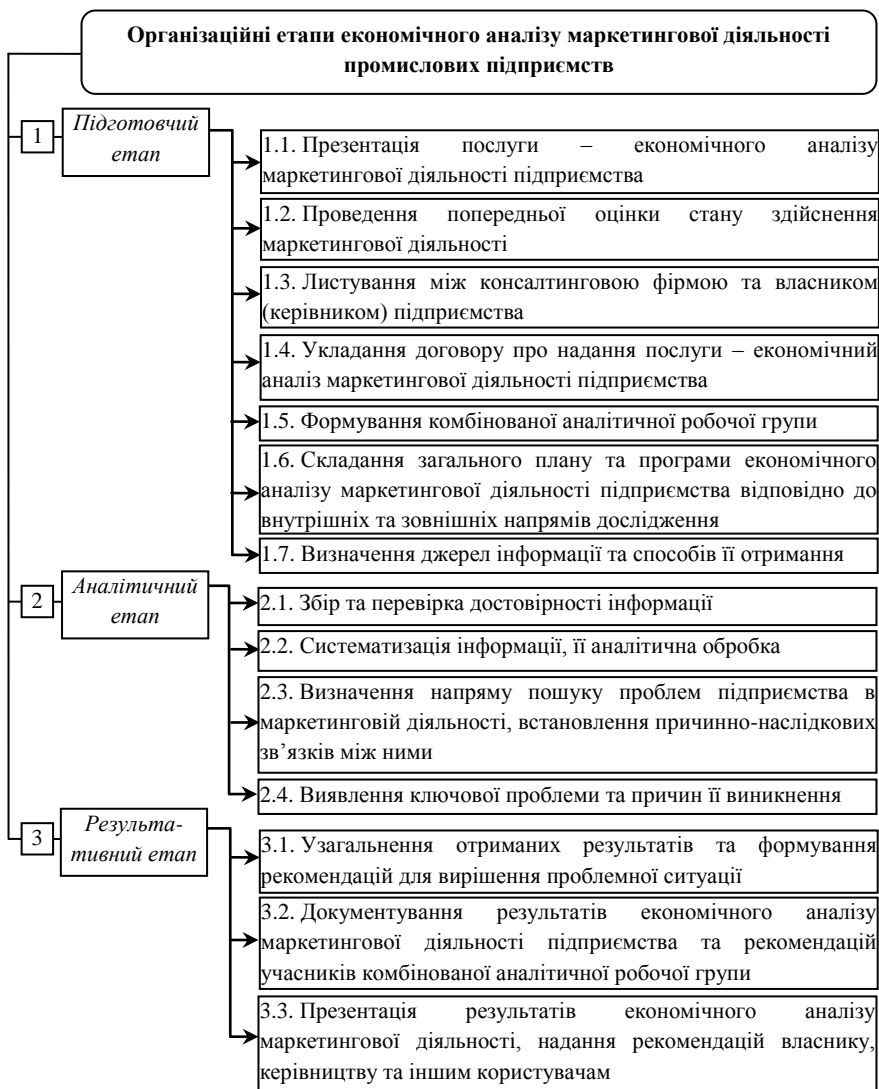 Організаційні етапи економічного аналізу маркетингової діяльності
промислових підприємств
1
Підготовчий
етап
1.1. Презентація послуги – економічного аналізу
маркетингової діяльності підприємства
1.2. Проведення попередньої оцінки стану здійснення
маркетингової діяльності
1.3. Листування між консалтинговою фірмою та власником
(керівником) підприємства
1.4. Укладання договору про надання послуги – економічний
аналіз маркетингової діяльності підприємства
1.5. Формування комбінованої аналітичної робочої групи
1.6. Складання загального плану та програми економічного
аналізу маркетингової діяльності підприємства відповідно до
внутрішніх та зовнішніх напрямів дослідження
1.7. Визначення джерел інформації та способів її отримання
2
Аналітичний
етап
2.1. Збір та перевірка достовірності інформації
2.2. Систематизація інформації, її аналітична обробка
2.3. Визначення напряму пошуку проблем підприємства в
маркетинговій діяльності, встановлення причинно-наслідкових
зв’язків між ними
2.4. Виявлення ключової проблеми та причин її виникнення
3
Результа-
тивний етап
3.1. Узагальнення отриманих результатів та формування
рекомендацій для вирішення проблемної ситуації
3.2. Документування результатів економічного аналізу
маркетингової діяльності підприємства та рекомендацій
учасників комбінованої аналітичної робочої групи
3.3. Презентація результатів економічного аналізу
маркетингової діяльності, надання рекомендацій власнику,
керівництву та іншим користувачам